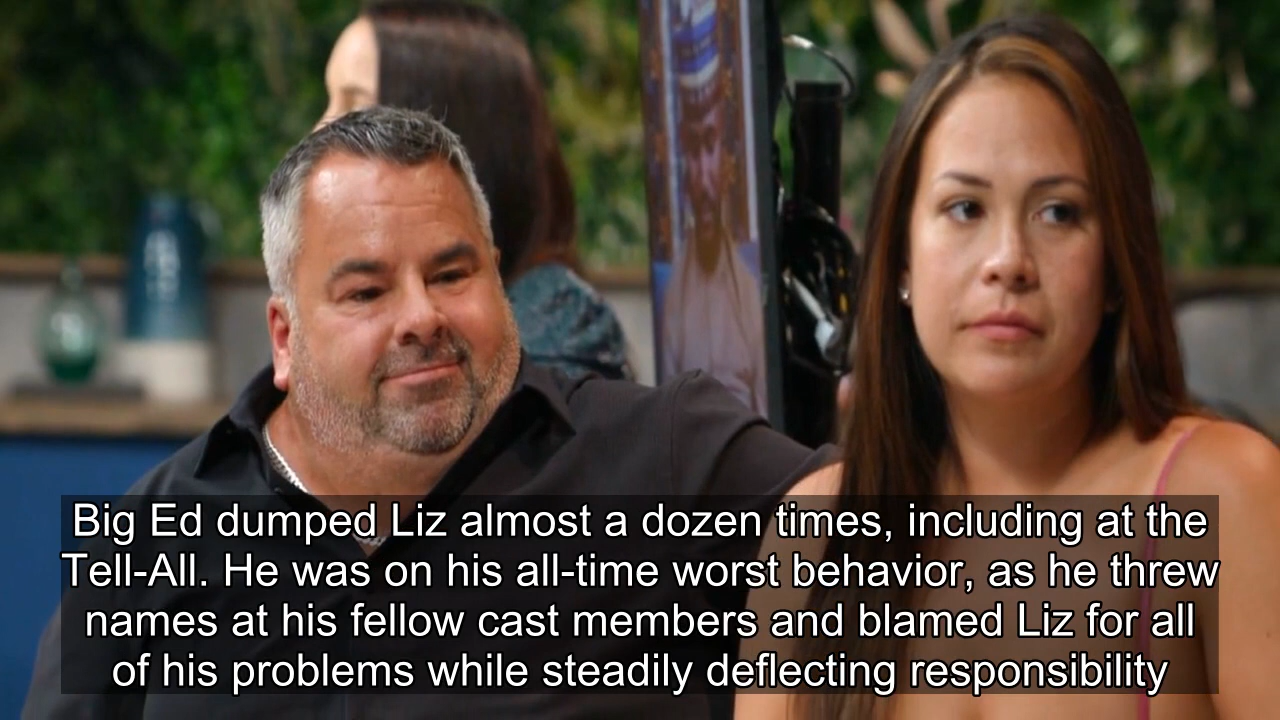 Big Ed dumped Liz almost a dozen times, including at the
Tell-All. He was on his all-time worst behavior, as he threw
names at his fellow cast members and blamed Liz for all
of his problems while steadily deflecting responsibility